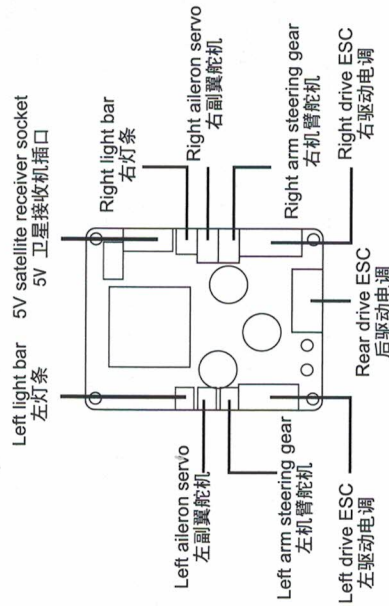 Left light bar
左灯条
5V satellite receiver socket
5V 卫星接收机插口
Right light bar
右灯条
Right aileron servo
右副翼舵机
Right arm steering gear
右机臂舵机
Right drive ESC
右驱动电调
Left aileron servo
左副翼舵机
Left arm steering gear
左机臂舵机
Left drive ESC
左驱动电调
Rear drive ESC
后驱动电调